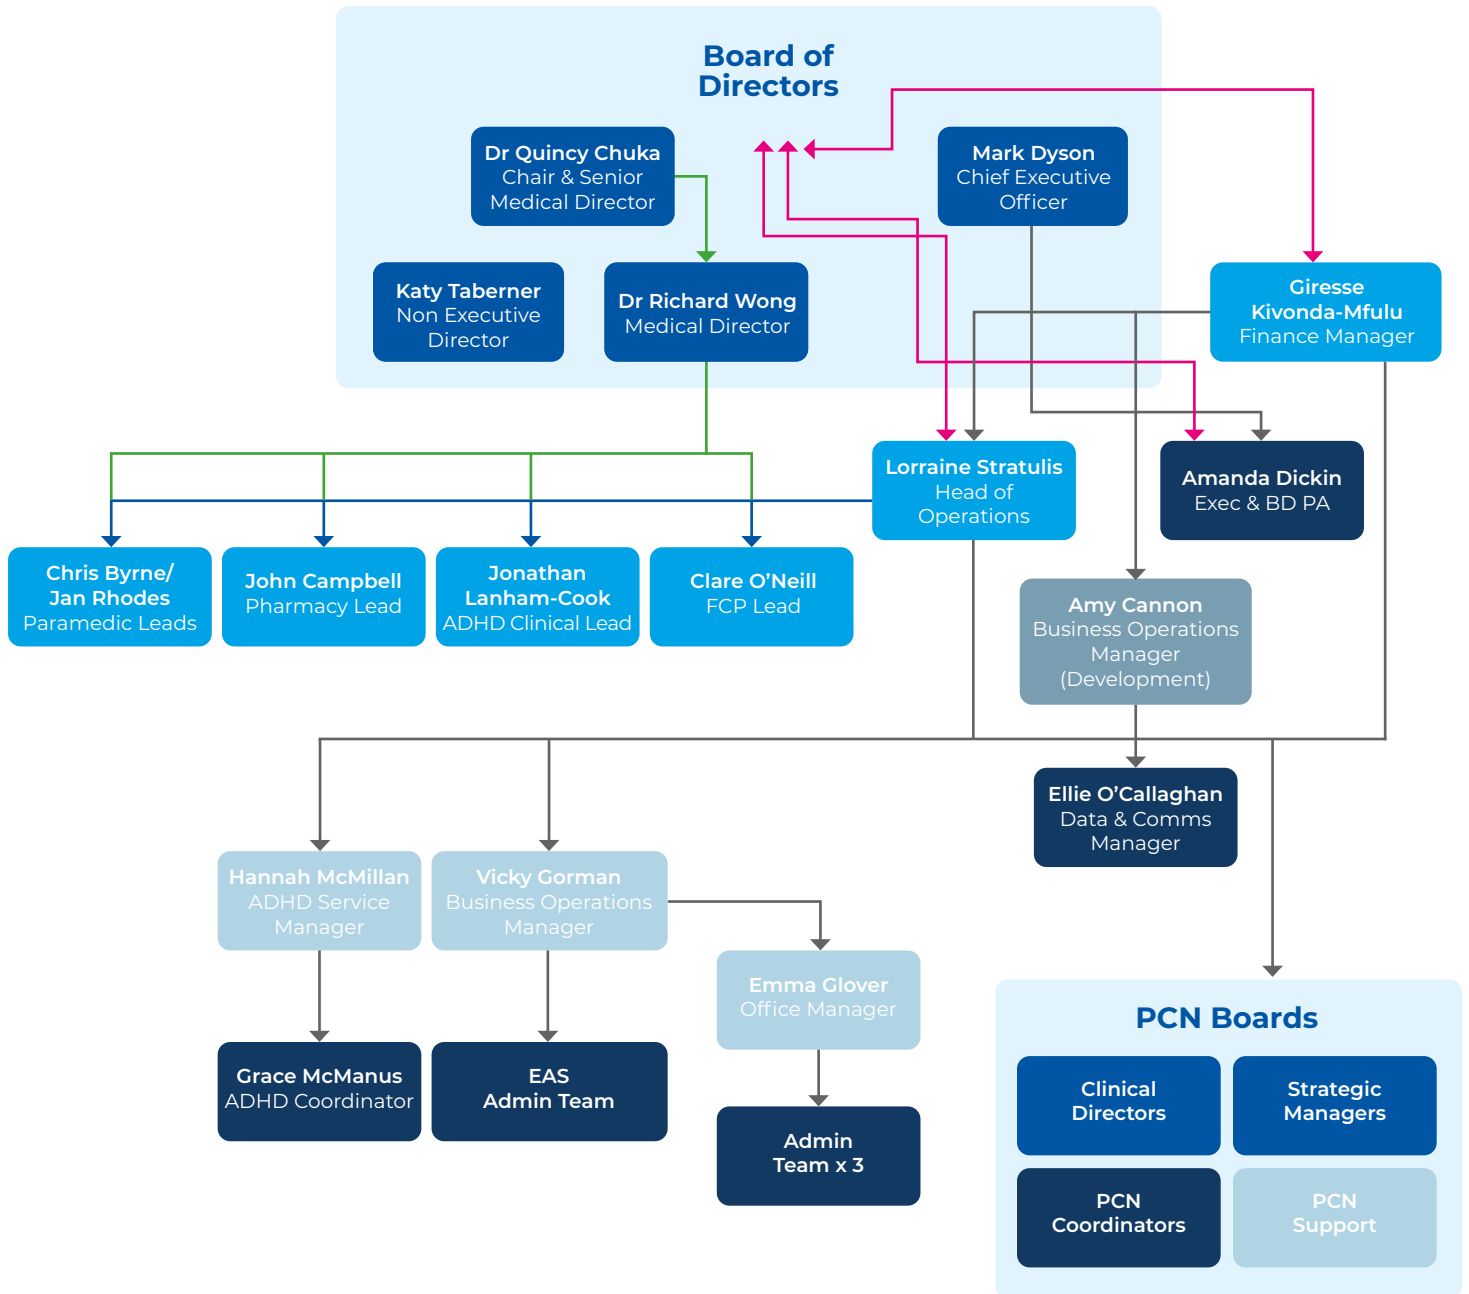 Board of
Directors
Dr Quincy Chuka
Chair & Senior
Medical Director
Mark Dyson
Chief Executive
Officer
Katy Taberner
Non Executive
Director
Dr Richard Wong
Medical Director
Giresse
Kivonda-Mfulu
Finance Manager
Lorraine Stratulis
Head of
Operations
Amanda Dickin
Exec & BD PA
Chris Byrne/
Jan Rhodes
Paramedic Leads
John Campbell
Pharmacy Lead
Jonathan
Lanham-Cook
ADHD Clinical Lead
Clare O’Neill
FCP Lead
Amy Cannon
Business Operations
Manager
(Development)
Ellie O’Callaghan
Data & Comms
Manager
Hannah McMillan
ADHD Service
Manager
Vicky Gorman
Business Operations
Manager
Emma Glover
Office Manager
Grace McManus
ADHD Coordinator
EAS
Admin Team
Admin
Team x 3
PCN Boards
Clinical
Directors
Strategic
Managers
PCN
Coordinators
PCN
Support